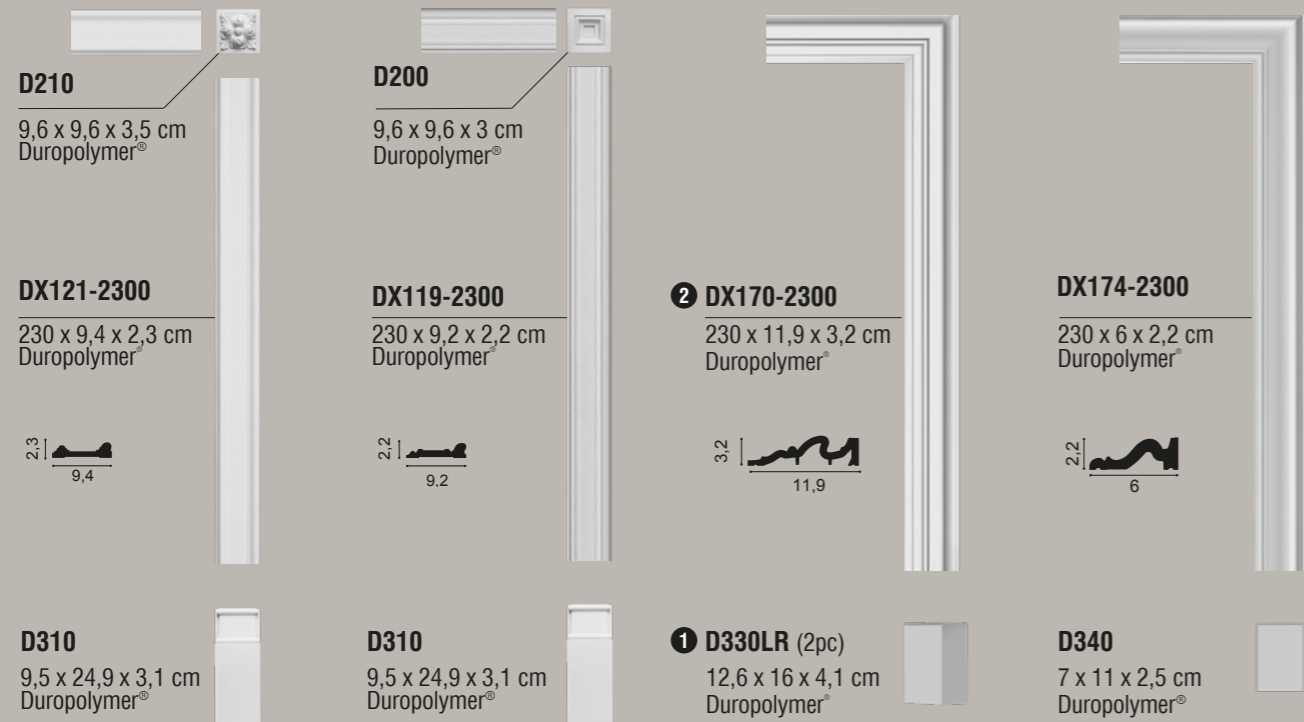 D210
9,6 x 9,6 x 3,5 cm
Duropolymer®
DX121-2300
230 x 9,4 x 2,3 cm
Duropolymer®
2,3
9,4
D310
9,5 x 24,9 x 3,1 cm
Duropolymer®
D200
9,6 x 9,6 x 3 cm
Duropolymer®
DX119-2300
230 x 9,2 x 2,2 cm
Duropolymer®
2,2
9,2
D310
9,5 x 24,9 x 3,1 cm
Duropolymer®
2 DX170-2300
230 x 11,9 x 3,2 cm
Duropolymer®
3,2
11,9
1 D330LR (2pc)
12,6 x 16 x 4,1 cm
Duropolymer®
DX174-2300
230 x 6 x 2,2 cm
Duropolymer®
2,2
6
D340
7 x 11 x 2,5 cm
Duropolymer®